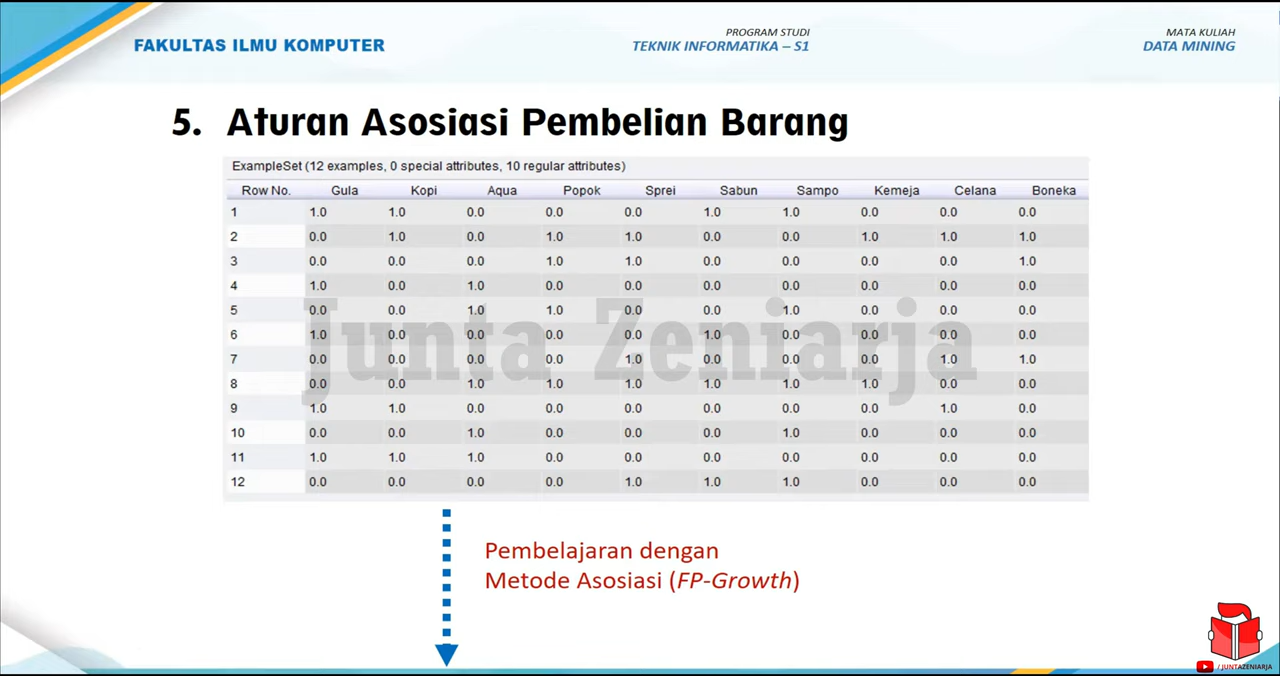 FAKULTAS ILMU KOMPUTER
PROGRAM STUDI
TEKNIK INFORMATIKA – S1
MATA KULIAH
DATA MINING
5. Aturan Asosiasi Pembelian Barang
ExampleSet (12 examples, 0 special attributes, 10 regular attributes)
Row No. Gula Kopi Aqua Popok Sprei Sabun Sampo Kemeja Celana Boneka
1 1.0 1.0 0.0 0.0 0.0 1.0 1.0 0.0 0.0 0.0
2 0.0 1.0 0.0 1.0 1.0 0.0 0.0 1.0 1.0 1.0
3 0.0 0.0 0.0 1.0 1.0 0.0 0.0 0.0 0.0 1.0
4 1.0 0.0 1.0 0.0 0.0 0.0 0.0 0.0 0.0 0.0
5 0.0 0.0 1.0 1.0 0.0 0.0 1.0 0.0 0.0 0.0
6 1.0 0.0 0.0 0.0 0.0 1.0 0.0 0.0 0.0 0.0
7 0.0 0.0 0.0 0.0 1.0 0.0 0.0 0.0 1.0 1.0
8 0.0 0.0 1.0 1.0 1.0 1.0 1.0 1.0 0.0 0.0
9 1.0 1.0 0.0 0.0 0.0 0.0 0.0 0.0 1.0 0.0
10 0.0 0.0 1.0 0.0 0.0 0.0 1.0 0.0 0.0 0.0
11 1.0 1.0 1.0 0.0 0.0 0.0 0.0 0.0 0.0 0.0
12 0.0 0.0 0.0 0.0 1.0 1.0 1.0 0.0 0.0 0.0
Junta Zeniarja
Pembelajaran dengan
Metode Asosiasi (FP-Growth)
/ JUNTAZENIARJA